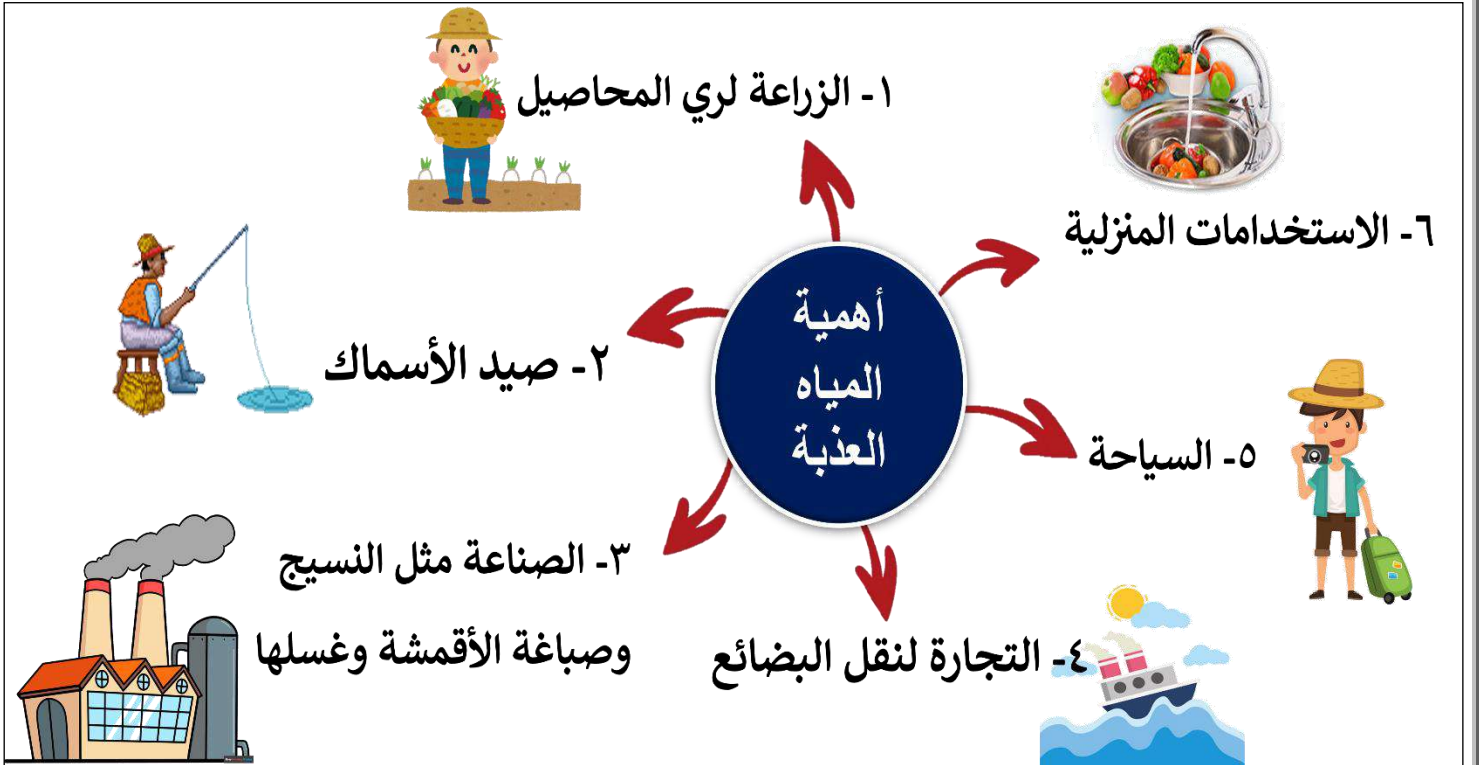 أهمية
المياه
العذبة
١- الزراعة لري المحاصيل
٢- صيد الأسماك
٣- الصناعة مثل النسيج
وصباغة الأقمشة وغسلها
٤- التجارة لنقل البضائع
٥- السياحة
٦- الاستخدامات المنزلية